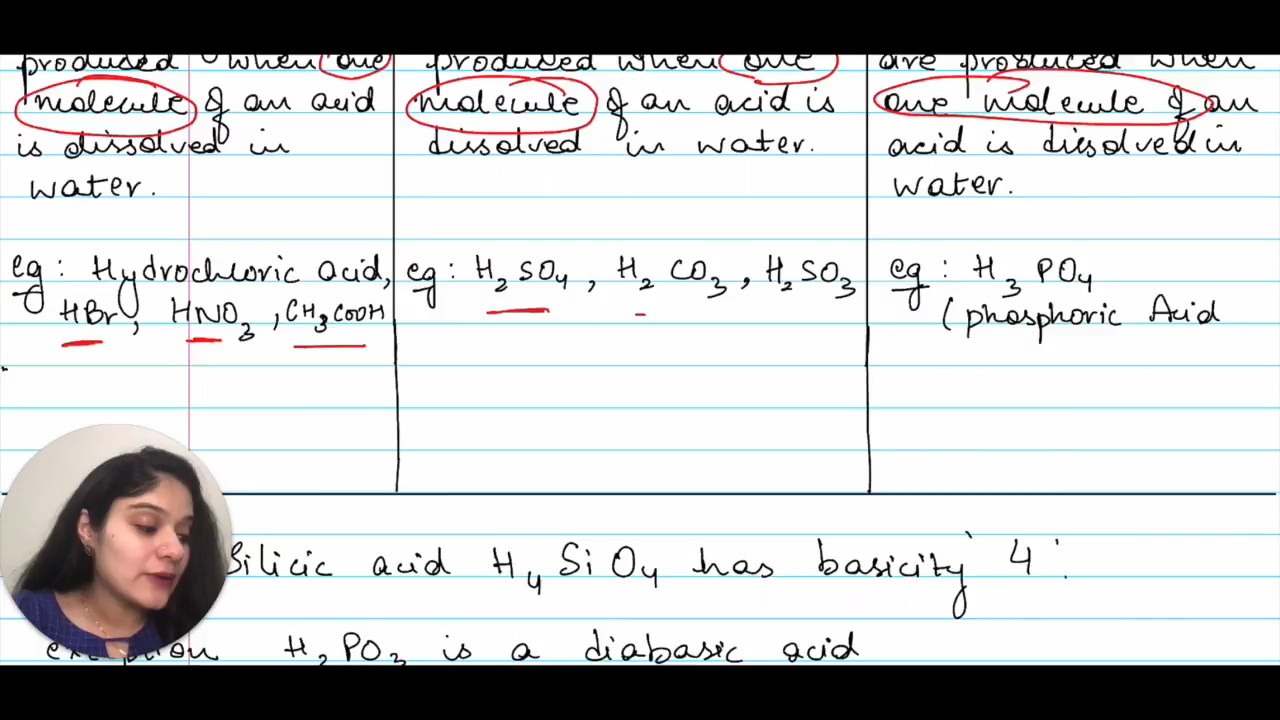 produced when one
molecule of an acid
is dissolved in
water.
eg : Hydrochloric acid,
HBr, HNO3, CH3COOH
produced when one
molecule of an acid is
dissolved in water.
eg : H2SO4, H2CO3, H2SO3
are produced when
one molecule of an
acid is dissolved in
water.
eg : H3PO4
(phosphoric Acid
Silicic acid H4SiO4 has basicity '4'.
is a diabasic acid